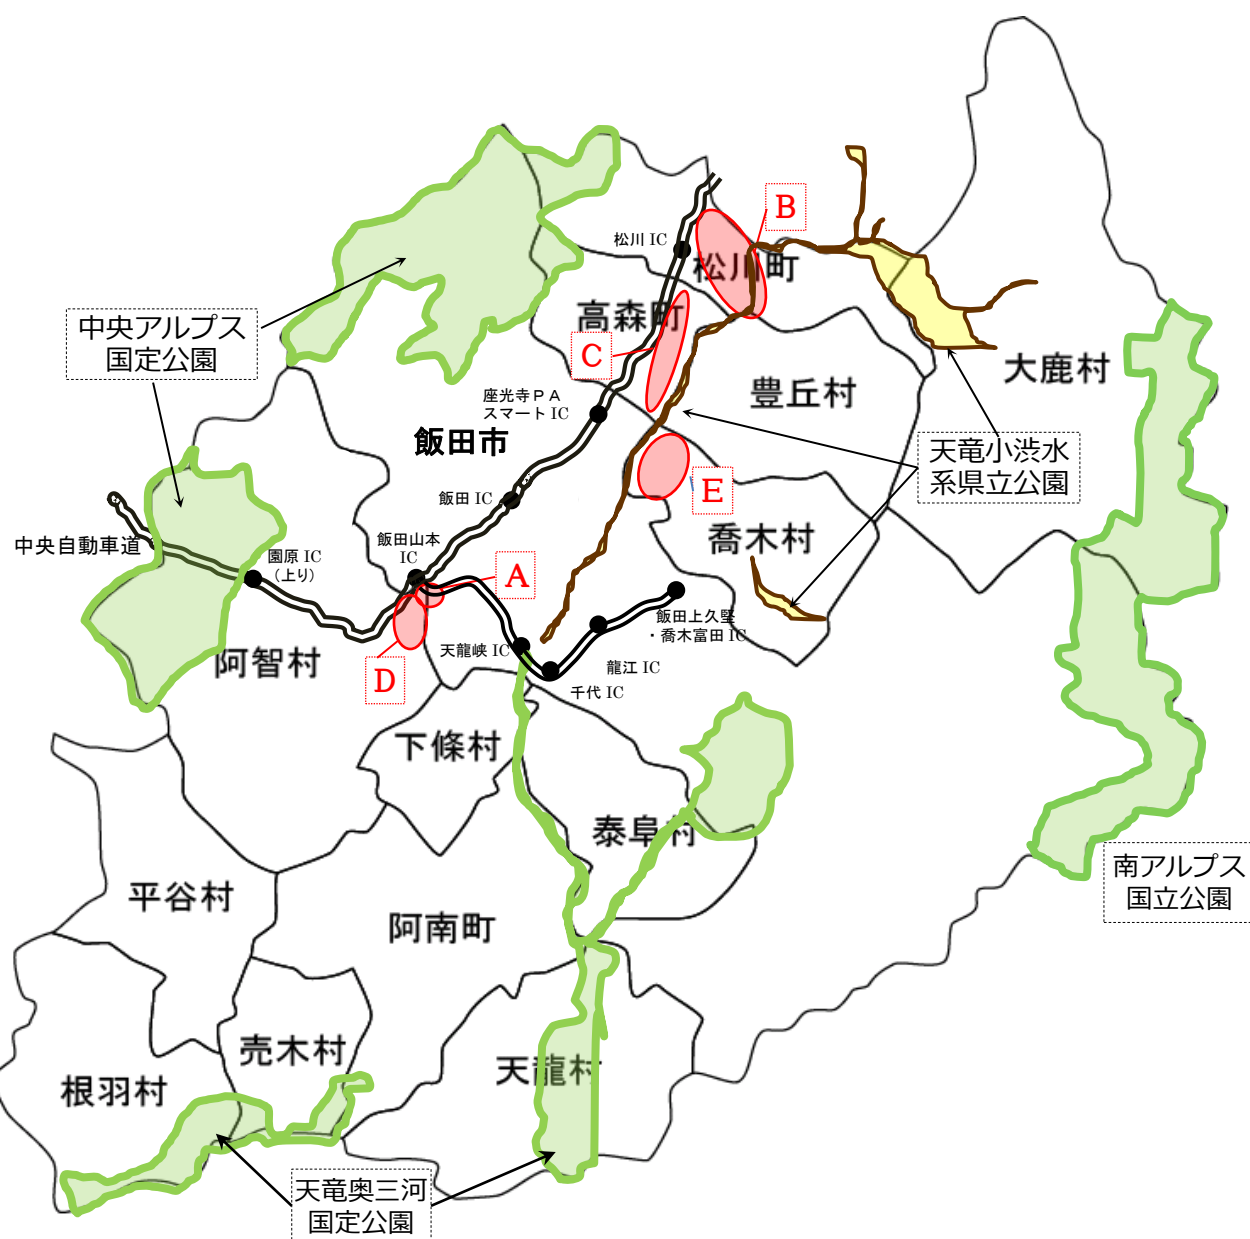 B
松川 IC
松川町
高森町
中央アルプス
国定公園
C
大鹿村
豊丘村
座光寺ＰＡ
スマート IC
飯田市
天竜小渋水
系県立公園
飯田 IC
E
飯田山本
IC
喬木村
中央自動車道
園原 IC
（上り）
A
飯田上久堅
・喬木富田 IC
天龍峡 IC
阿智村
龍江 IC
D
千代 IC
下條村
泰阜村
南アルプス
国立公園
平谷村
阿南町
売木村
天龍村
根羽村
天竜奥三河
国定公園